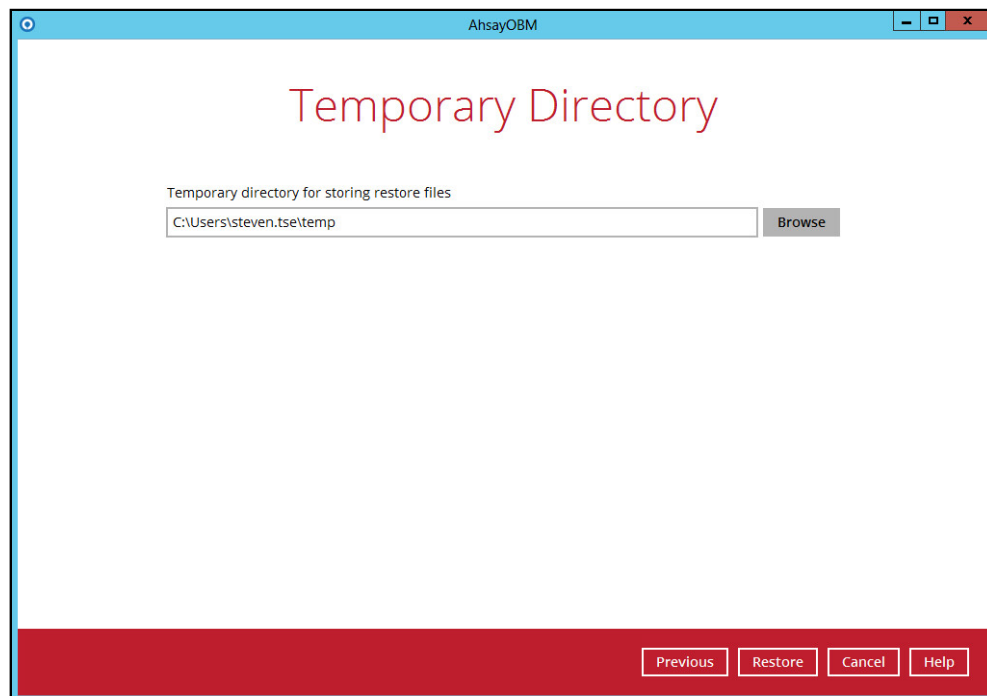 AhsayOBM
Temporary Directory
Temporary directory for storing restore files
C:\Users\steven.tse\temp
Browse
Previous Restore Cancel Help